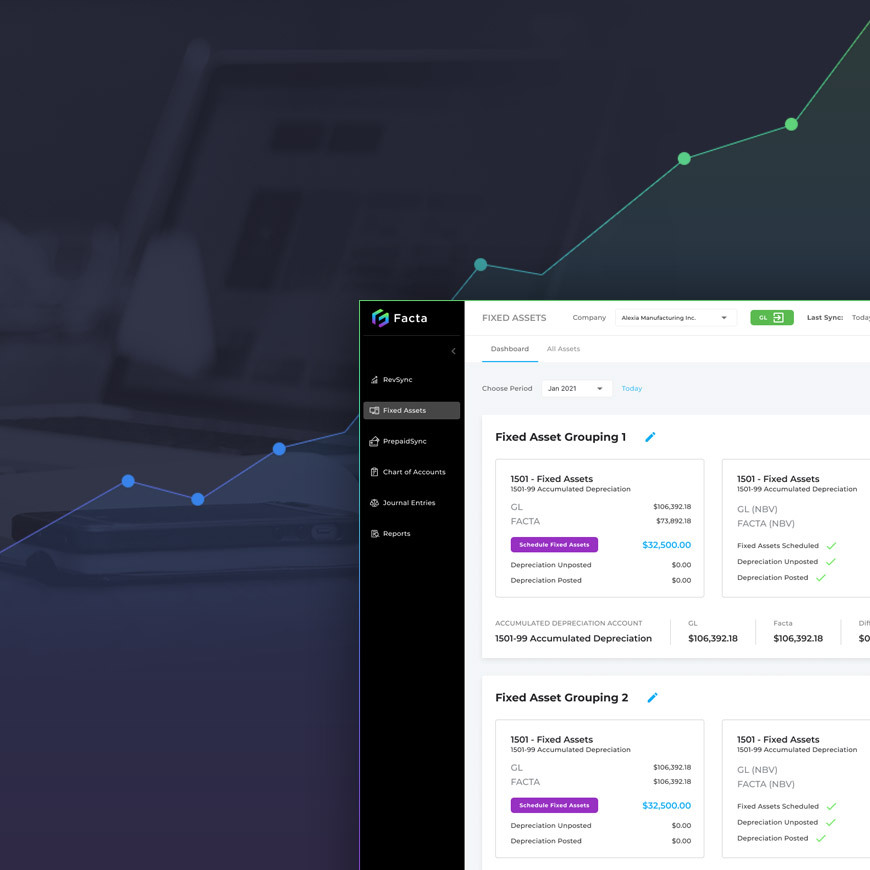 Facta
FIXED ASSETS
Company
Alexia Manufacturing Inc.
GL
Last Sync:
Today
Dashboard
All Assets
RevSync
Fixed Assets
PrepaidSync
Chart of Accounts
Journal Entries
Reports
Choose Period
Jan 2021
Today
Fixed Asset Grouping 1
1501 - Fixed Assets
1501-99 Accumulated Depreciation
GL $106,392.18
FACTA $73,892.18
Schedule Fixed Assets $32,500.00
Depreciation Unposted $0.00
Depreciation Posted $0.00
1501 - Fixed Assets
1501-99 Accumulated Depreciation
GL (NBV)
FACTA (NBV)
Fixed Assets Scheduled
Depreciation Unposted
Depreciation Posted
ACCUMULATED DEPRECIATION ACCOUNT
1501-99 Accumulated Depreciation
GL
$106,392.18
Facta
$106,392.18
Fixed Asset Grouping 2
1501 - Fixed Assets
1501-99 Accumulated Depreciation
GL $106,392.18
FACTA $106,392.18
Schedule Fixed Assets $32,500.00
Depreciation Unposted $0.00
Depreciation Posted $0.00
1501 - Fixed Assets
1501-99 Accumulated Depreciation
GL (NBV)
FACTA (NBV)
Fixed Assets Scheduled
Depreciation Unposted
Depreciation Posted